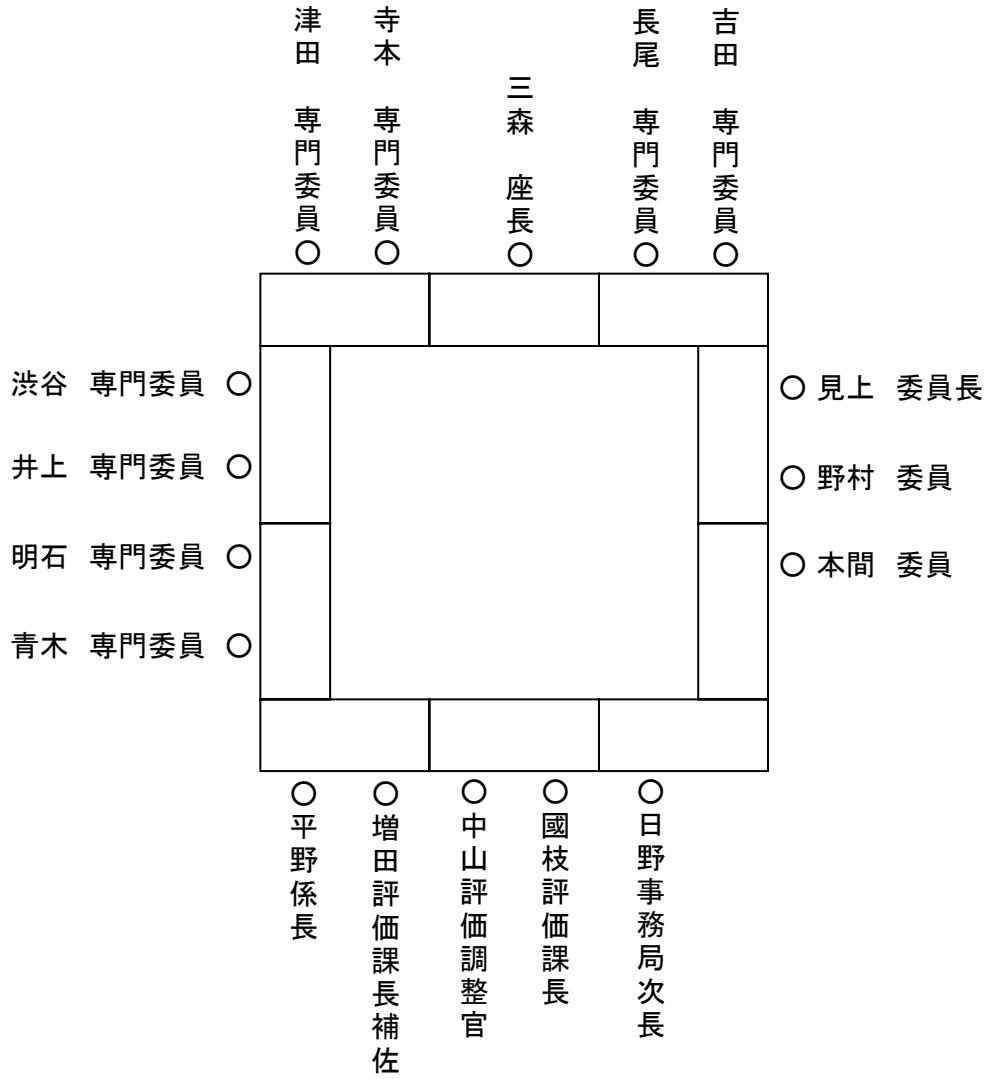 津田 専門委員○
寺本 専門委員○
三森 座長○
長尾 専門委員○
吉田 専門委員○
渋谷 専門委員 ○
井上 専門委員 ○
明石 専門委員 ○
青木 専門委員 ○
○ 見上 委員長
○ 野村 委員
○ 本間 委員
○平野係長
○増田評価課長補佐
○中山評価調整官
○國枝評価課長
○日野事務局次長